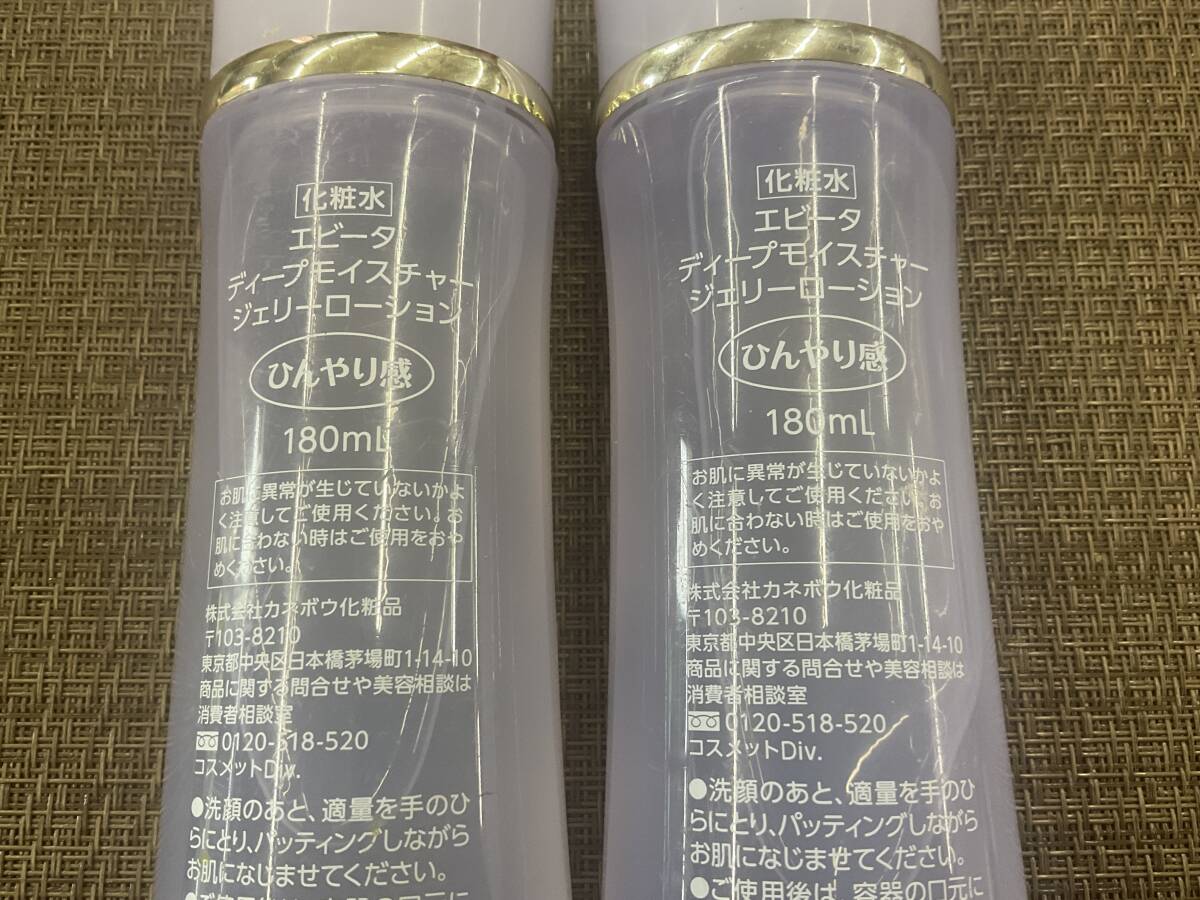 化粧水
エビータ
ディープモイスチャー
ジェリーローション
ひんやり感
180mL
お肌に異常が生じていないかよ
く注意してご使用ください。お
肌に合わない時はご使用をおや
めください。
株式会社カネボウ化粧品
〒103-8210
東京都中央区日本橋茅場町1-14-10
商品に関する問合せや美容相談は
消費者相談室
0120-518-520
コスメットDiv.
●洗顔のあと、適量を手のひ
らにとり、パッティングしながら
お肌になじませてください。
化粧水
エビータ
ディープモイスチャー
ジェリーローション
ひんやり感
180mL
お肌に異常が生じていないかよ
く注意してご使用ください。お
肌に合わない時はご使用をおや
めください。
株式会社カネボウ化粧品
〒103-8210
東京都中央区日本橋茅場町1-14-10
商品に関する問合せや美容相談は
消費者相談室
0120-518-520
コスメットDiv.
●洗顔のあと、適量を手のひ
らにとり、パッティングしながら
お肌になじませてください。
●ご使用後は、容器の口元に